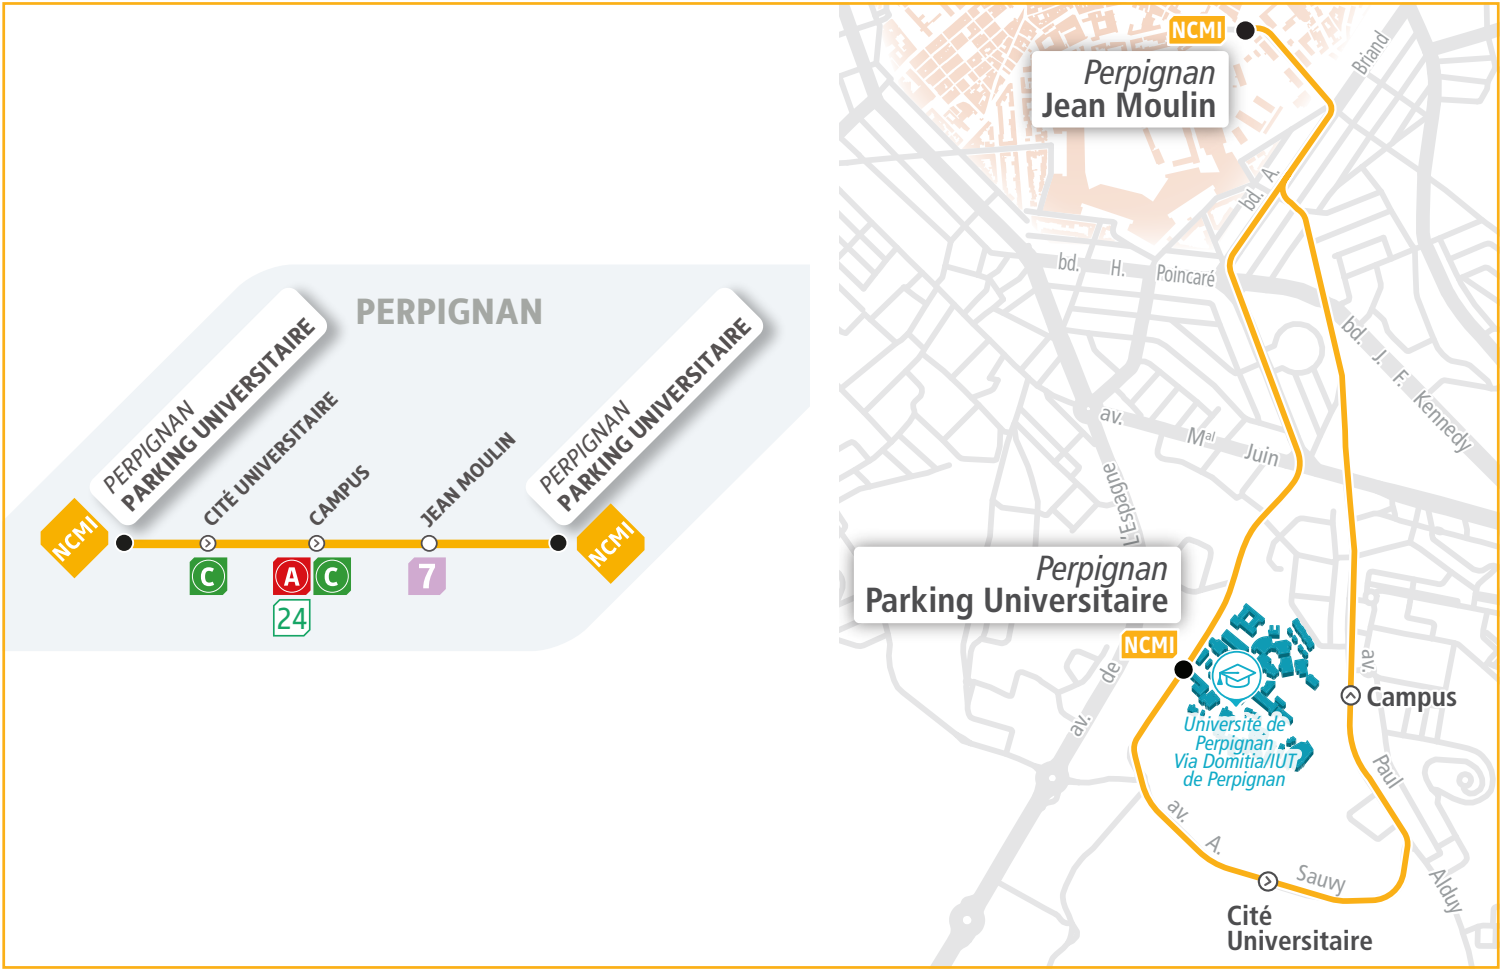 PERPIGNAN
PERPIGNAN
PARKING UNIVERSITAIRE
CITÉ UNIVERSITAIRE
CAMPUS
JEAN MOULIN
PERPIGNAN
PARKING UNIVERSITAIRE
NCMI
NCMI
C
A
C
7
24
NCMI
Perpignan
Jean Moulin
bd. A. Briand
bd. H. Poincaré
bd. J. F. Kennedy
av. Mal Juin
av. de L'Espagne
Perpignan
Parking Universitaire
NCMI
Université de
Perpignan
Via Domitia/IUT
de Perpignan
Campus
av. Paul Alduy
av. A. Sauvy
Cité
Universitaire